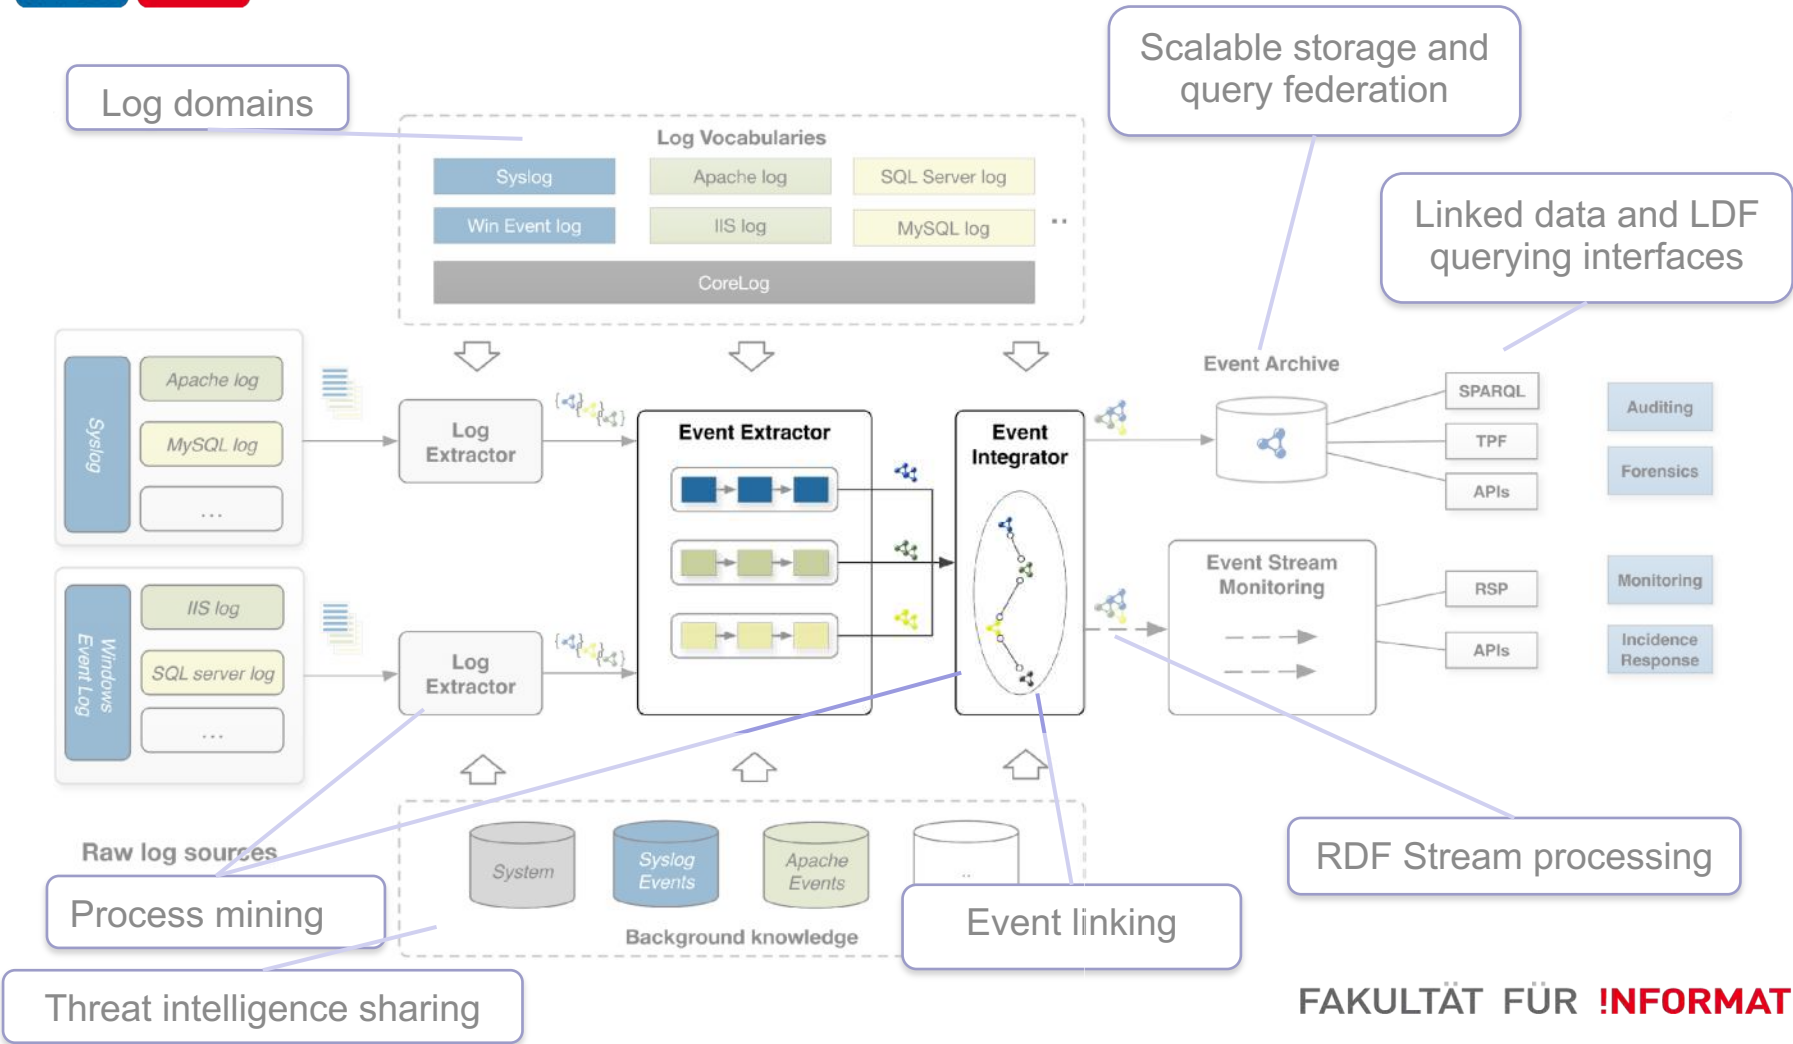 Scalable storage and
query federation
Log domains
Log Vocabularies
Syslog
Apache log
SQL Server log
Win Event log
IIS log
MySQL log
..
CoreLog
Linked data and LDF
querying interfaces
Syslog
Apache log
MySQL log
...
Log
Extractor
Event Extractor
Event
Integrator
Event Archive
SPARQL
TPF
APIs
Auditing
Forensics
Windows
Event Log
IIS log
SQL server log
...
Log
Extractor
Event Stream
Monitoring
RSP
APIs
Monitoring
Incidence
Response
Raw log sources
System
Syslog
Events
Apache
Events
..
Background knowledge
Process mining
Event linking
RDF Stream processing
Threat intelligence sharing
FAKULTÄT FÜR !NFORMAT